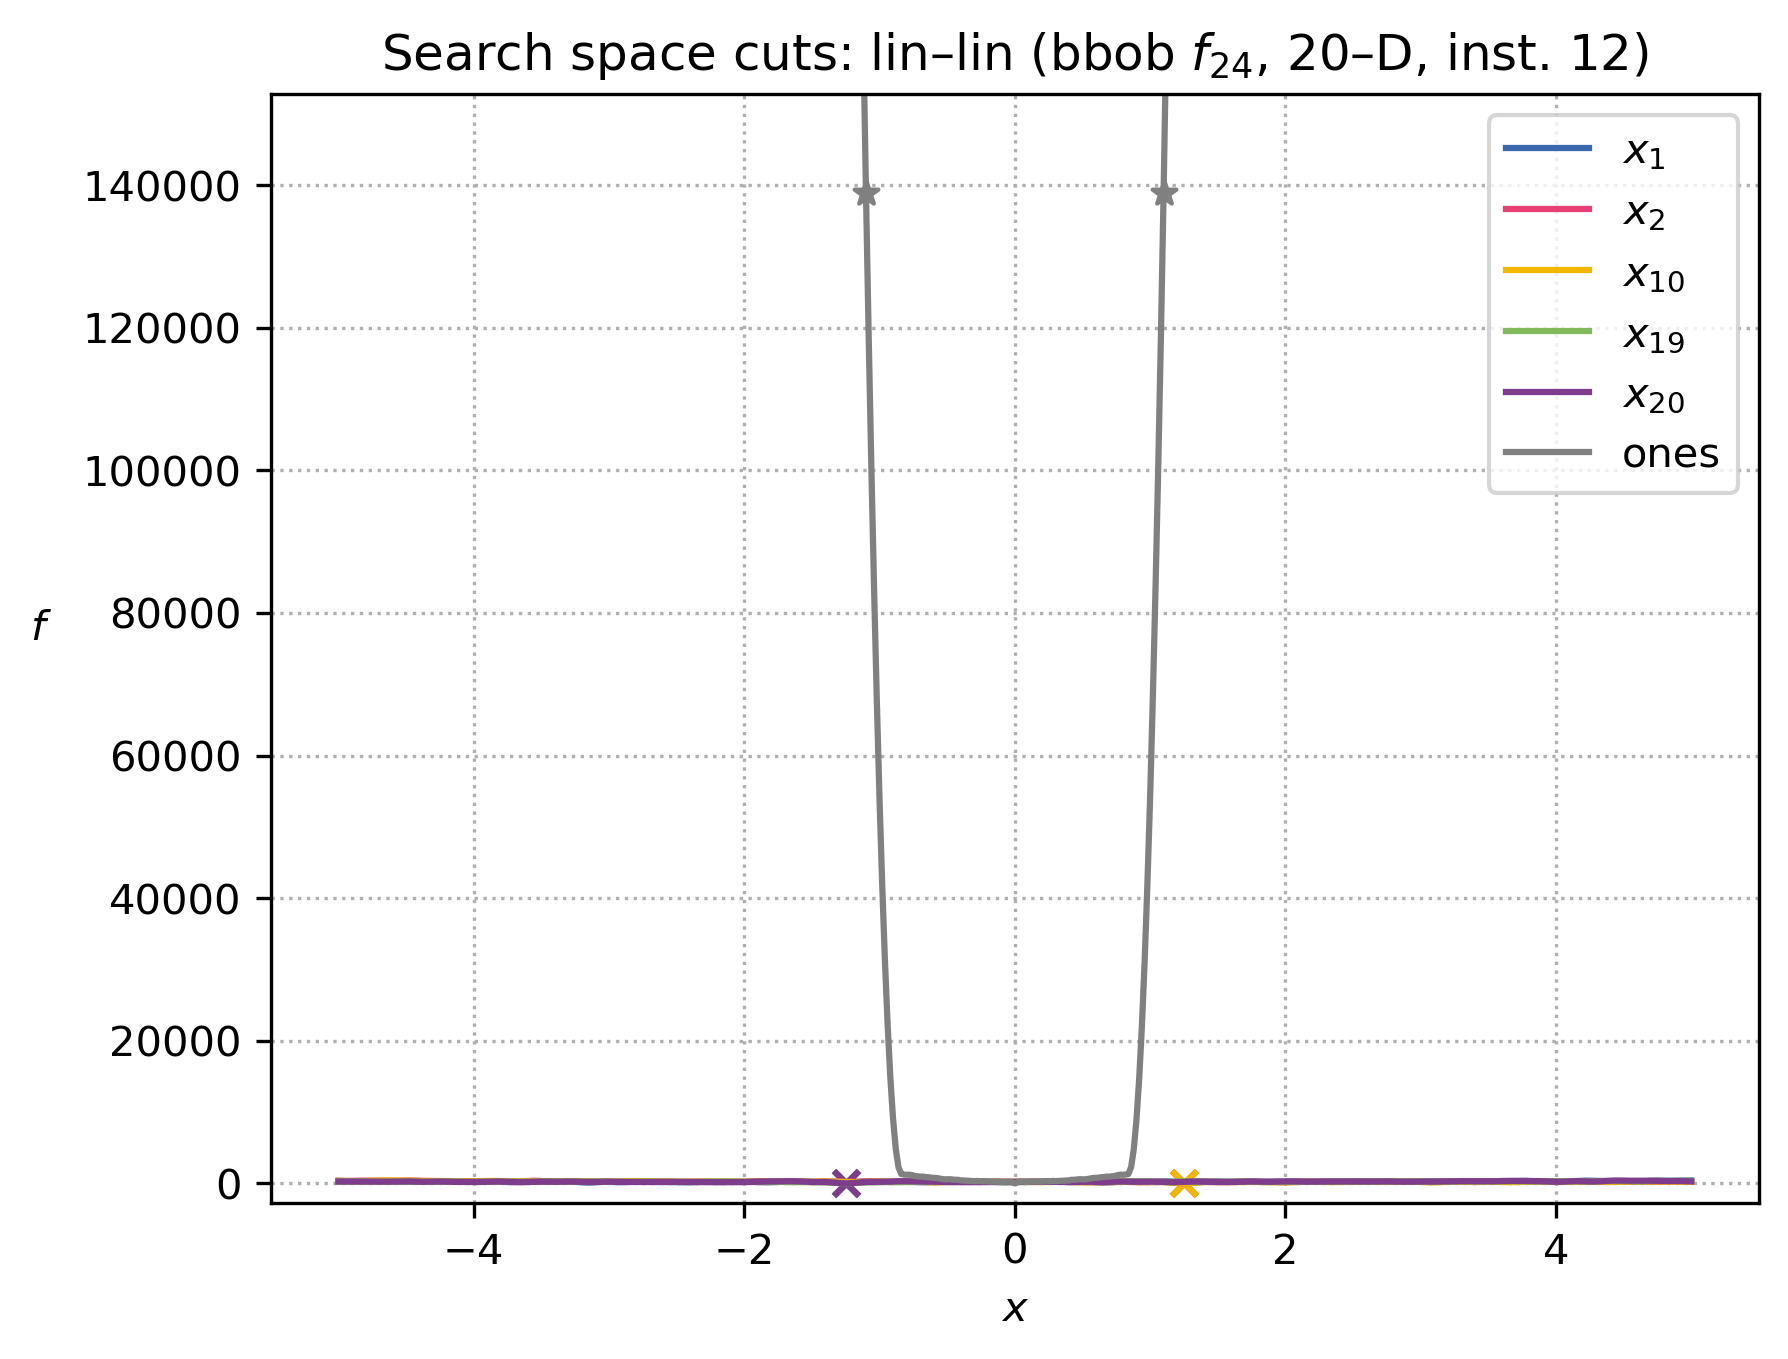 Search space cuts: lin–lin (bbob f24, 20–D, inst. 12)
140000
120000
100000
80000
60000
40000
20000
0
f
−4
−2
0
2
4
x
x1
x2
x10
x19
x20
ones